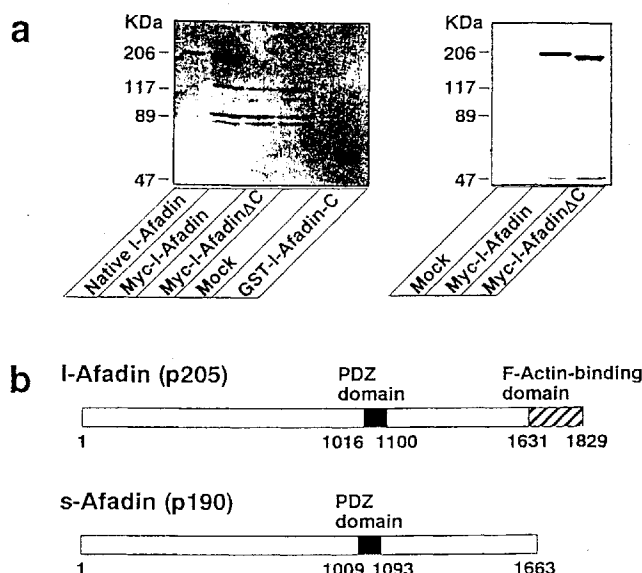 a
KDa
206
117
89
47
Native l-Afadin
Myc-l-Afadin
Myc-l-AfadinΔC
Mock
GST-l-Afadin-C
KDa
206
117
89
47
Mock
Myc-l-Afadin
Myc-l-AfadinΔC
b
l-Afadin (p205)
PDZ domain
F-Actin-binding domain
1 1016 1100 1631 1829
s-Afadin (p190)
PDZ domain
1 1009 1093 1663